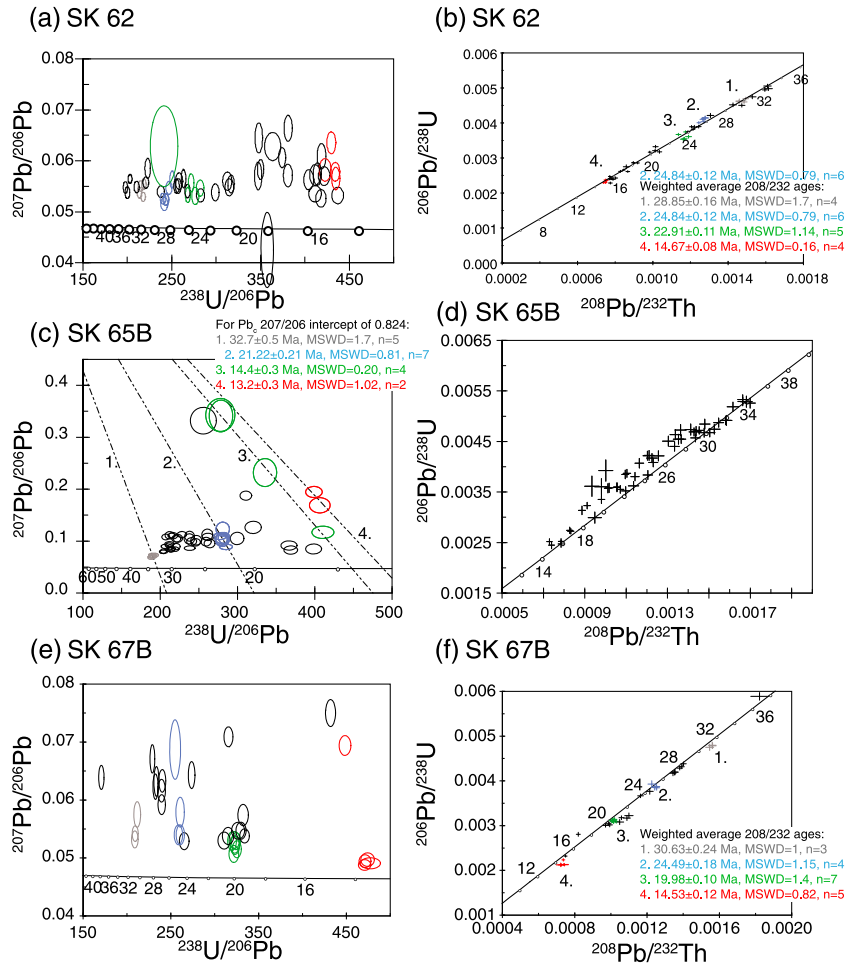 (a) SK 62
0.08
0.07
0.06
0.05
0.04
207Pb/206Pb
40 36 32 28 24 20 16
150 250 350 450
238U/206Pb
(b) SK 62
0.006
0.005
0.004
0.003
0.002
0.001
0.000
206Pb/238U
1. 36
32
2.
28
3.
24
20
4.
16
12
8
2. 24.84±0.12 Ma, MSWD=0.79, n=6
Weighted average 208/232 ages:
1. 28.85±0.16 Ma, MSWD=1.7, n=4
2. 24.84±0.12 Ma, MSWD=0.79, n=6
3. 22.91±0.11 Ma, MSWD=1.14, n=5
4. 14.67±0.08 Ma, MSWD=0.16, n=4
0.0002 0.0006 0.0010 0.0014 0.0018
208Pb/232Th
(c) SK 65B
For Pbc 207/206 intercept of 0.824:
1. 32.7±0.5 Ma, MSWD=1.7, n=5
2. 21.22±0.21 Ma, MSWD=0.81, n=7
3. 14.4±0.3 Ma, MSWD=0.20, n=4
4. 13.2±0.3 Ma, MSWD=1.02, n=2
0.4
0.3
0.2
0.1
0.0
207Pb/206Pb
1. 2. 3. 4.
60 50 40 30 20
100 200 300 400 500
238U/206Pb
(d) SK 65B
0.0065
0.0055
0.0045
0.0035
0.0025
0.0015
206Pb/238U
38
34
30
26
18
14
0.0005 0.0009 0.0013 0.0017
208Pb/232Th
(e) SK 67B
0.08
0.07
0.06
0.05
0.04
207Pb/206Pb
40 36 32 28 24 20 16
150 250 350 450
238U/206Pb
(f) SK 67B
0.006
0.005
0.004
0.003
0.002
0.001
206Pb/238U
36
32
1.
28
24
2.
20
3.
16
4.
12
Weighted average 208/232 ages:
1. 30.63±0.24 Ma, MSWD=1, n=3
2. 24.49±0.18 Ma, MSWD=1.15, n=4
3. 19.98±0.10 Ma, MSWD=1.4, n=7
4. 14.53±0.12 Ma, MSWD=0.82, n=5
0.0004 0.0008 0.0012 0.0016 0.0020
208Pb/232Th